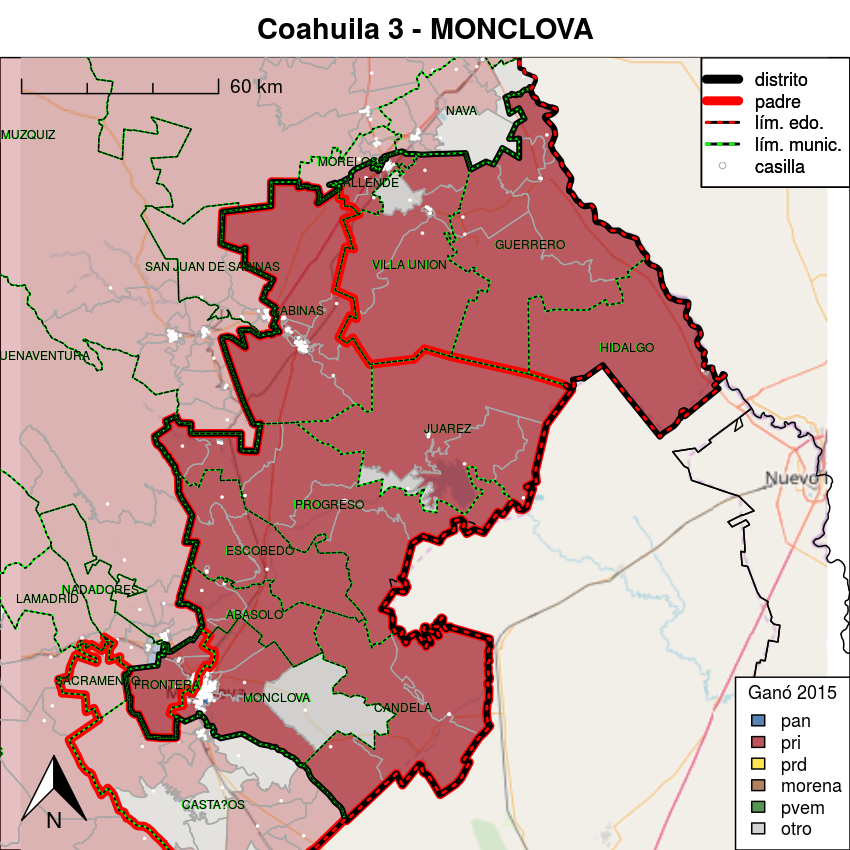 Coahuila 3 - MONCLOVA
60 km
distrito
padre
lím. edo.
lím. munic.
casilla
NAVA
MUZQUIZ
MORELOS
ALLENDE
GUERRERO
SAN JUAN DE SABINAS
VILLA UNION
SABINAS
HIDALGO
UENAVENTURA
JUAREZ
Nuevo
PROGRESO
ESCOBEDO
NADADORES
LAMADRID
ABASOLO
SACRAMENTO
FRONTERA
MONCLOVA
CANDELA
CASTA?OS
N
Ganó 2015
pan
pri
prd
morena
pvem
otro